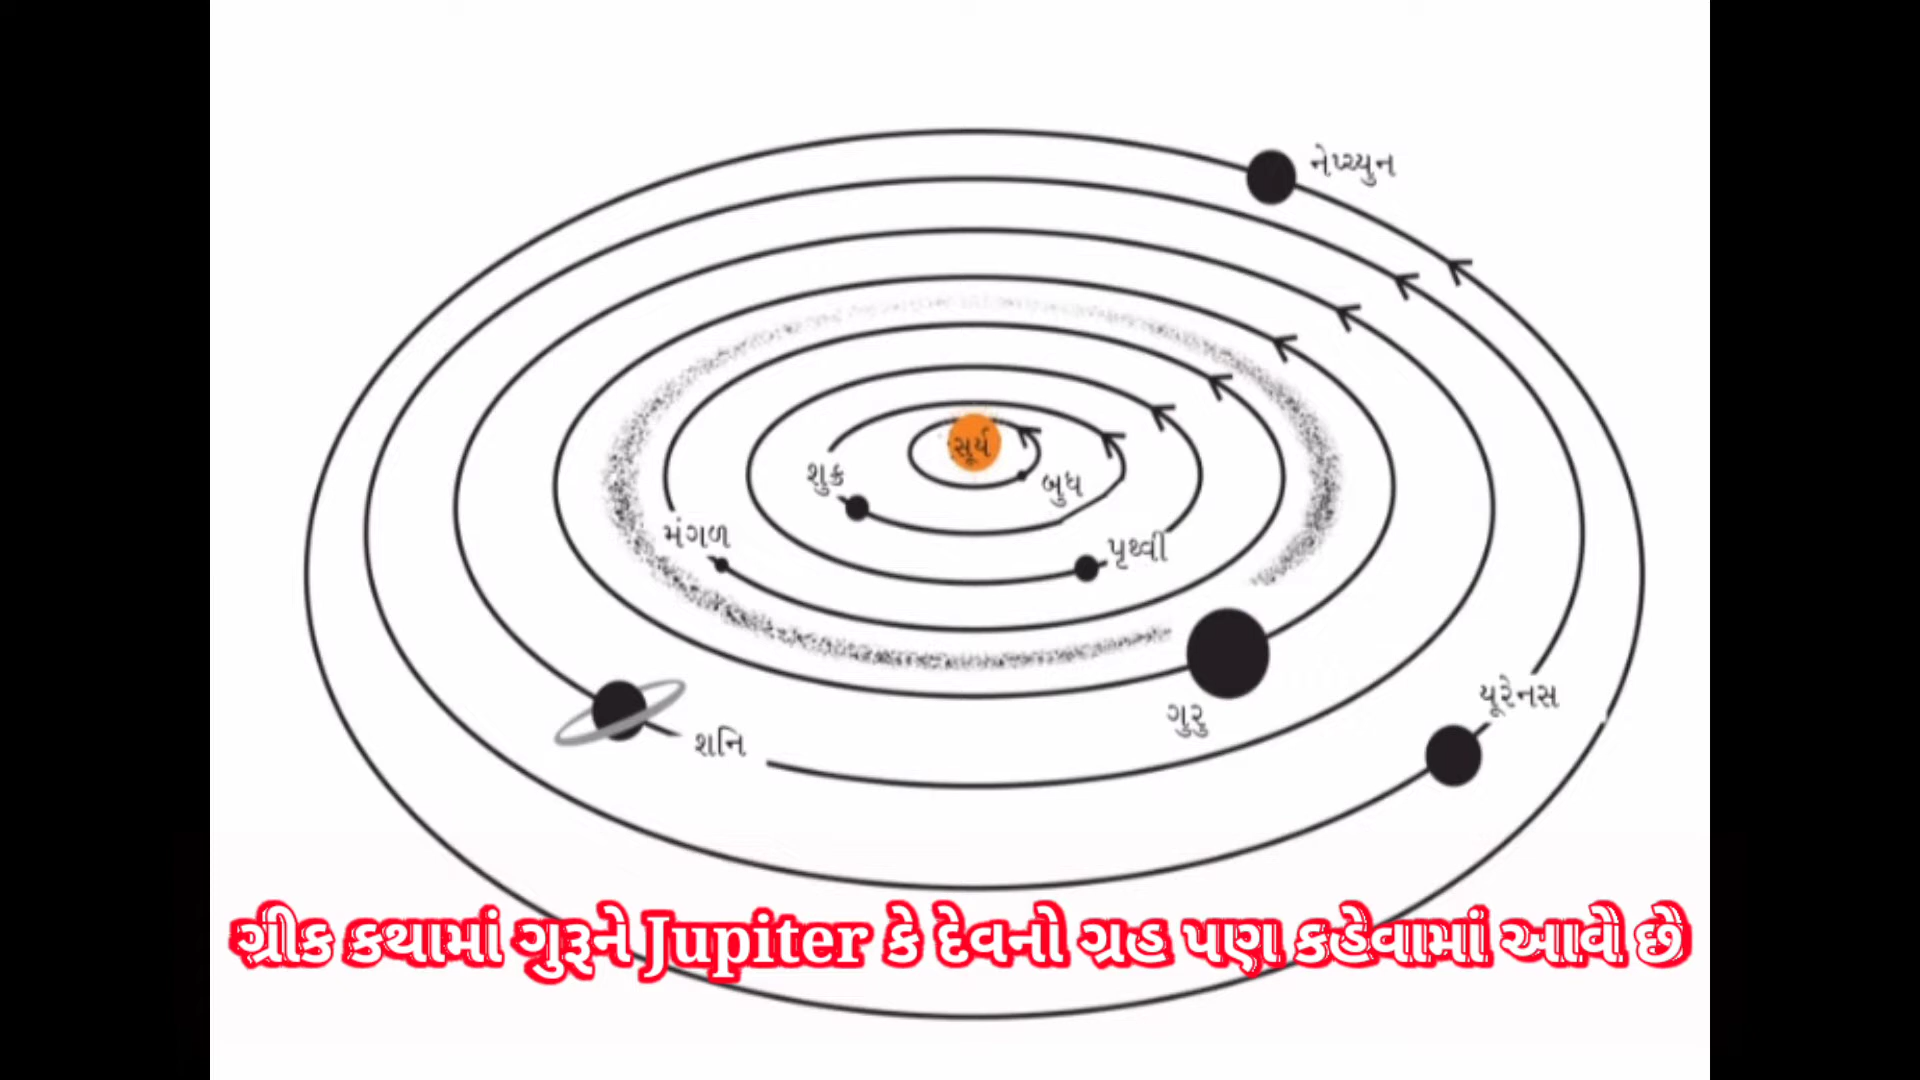 નેપ્ચ્યુન
સૂર્ય
શુક્ર
બુધ
મંગળ
પૃથ્વી
યૂરેનસ
ગુરુ
શનિ
ગ્રીક કથામાં ગુરૂને Jupiter કે દેવનો ગ્રહ પણ કહેવામાં આવૈ છે